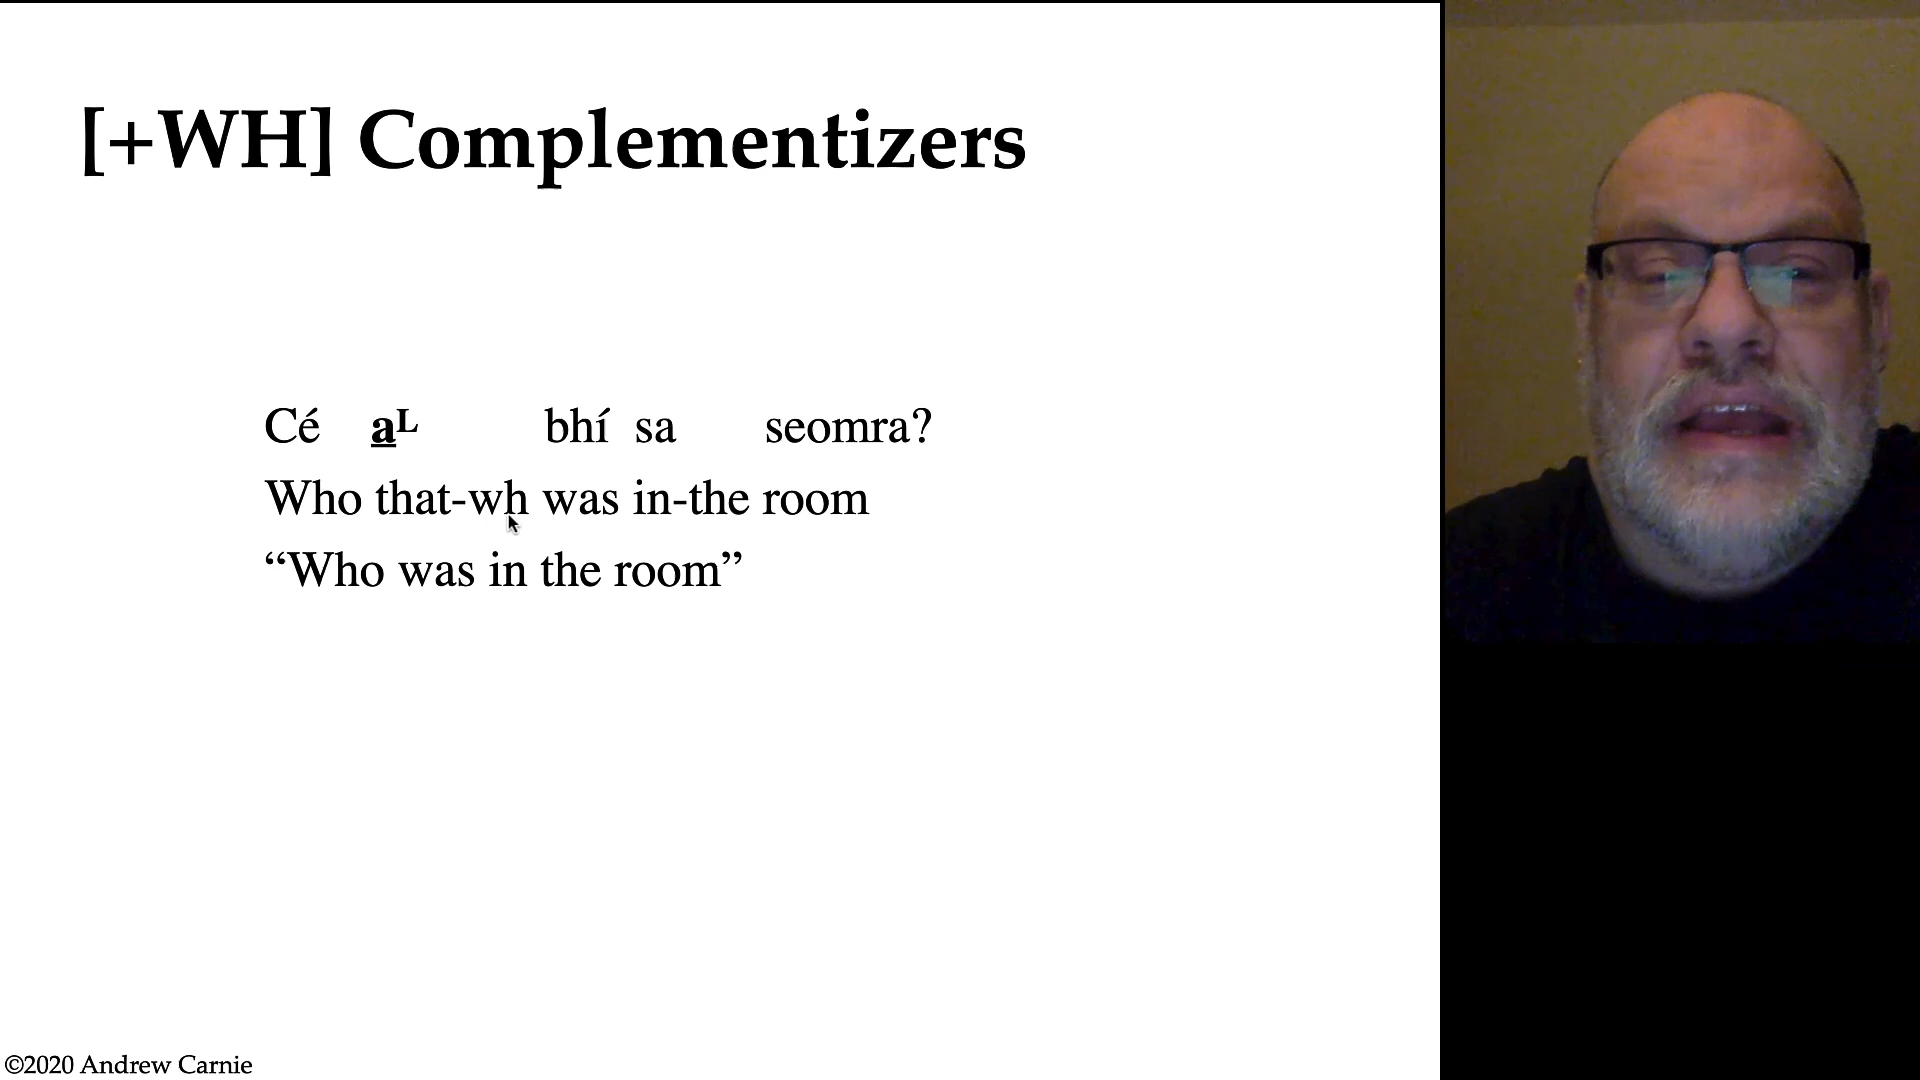 [+WH] Complementizers
Cé aL bhí sa seomra?
Who that-wh was in-the room
“Who was in the room”
©2020 Andrew Carnie